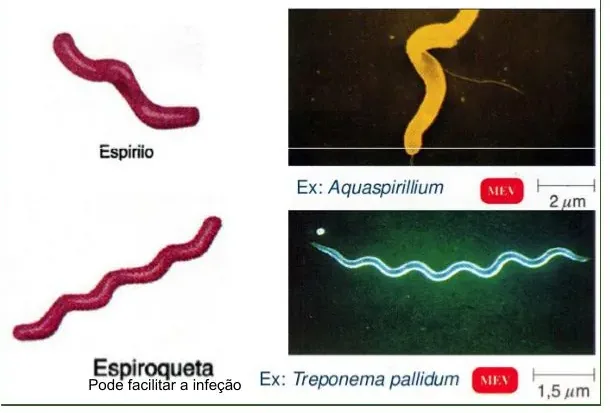 Espiriio
Ex: Aquaspirillium
MEV
2 μm
Espiroqueta
Pode facilitar a infeção
Ex: Treponema pallidum
MEV
1,5 μm